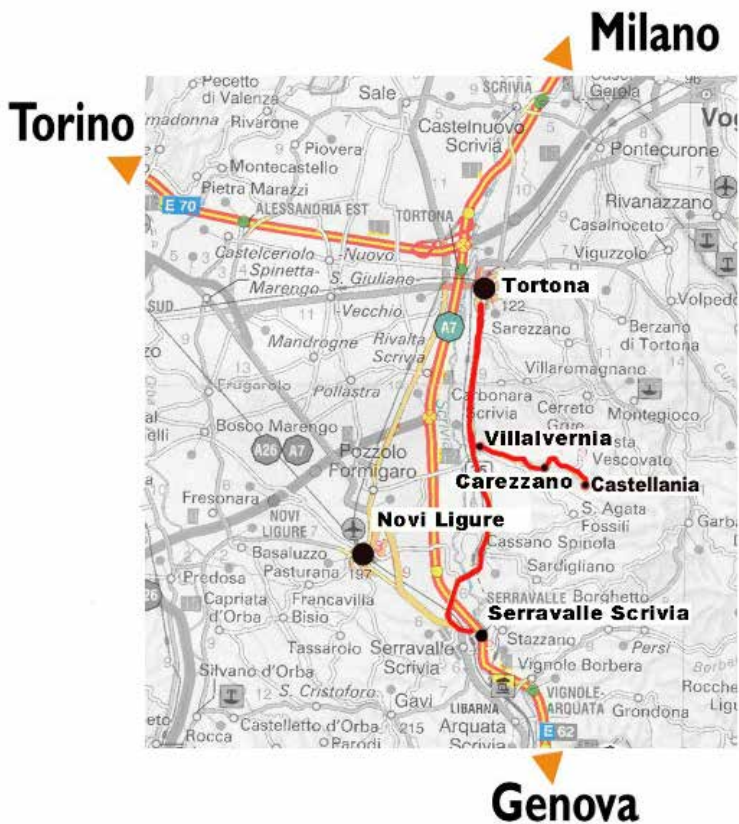 Milano
Torino
Pecetto
di Valenza
Sale
SCRIVIA
Gerela
Rivarone
Piovera
Castelnuovo
Scrivia
Pontecurone
Montecastello
Pietra Marazzi
E 70
ALESSANDRIA EST
TORTONA
Rivanazzano
Casalnoceto
Castelceriolo
-Nuovo
Viguzzolo
Spinetta-
Marengo
S. Giuliano
-Vecchio
Tortona
122
Volpedo
SUD
A7
Sarezzano
Berzano
di Tortona
Mandrogne
Rivalta
Scrivia
Villaromagnano
Frugarolo
Pollastra
Carbonara
Scrivia
Cerreto
Montegioco
Bosco Marengo
A26
A7
Pozzolo
Formigaro
Villalvernia
Vescovato
Carezzano
Castellania
Fresonara
NOVI
LIGURE
Novi Ligure
S. Agata
Fossili
Basaluzzo
Pasturana
197
Cassano Spinola
Sardigliano
Predosa
26
Capriata
d'Orba
Francavilla
Bisio
SERRAVALLE
Borghetto
Serravalle Scrivia
Tassarolo
Serravalle
Scrivia
Stazzano
Persi
Vignole Borbera
Silvano d'Orba
S. Cristoforo
Gavi
LIBARNA
VIGNOLE-
ARQUATA
Grondona
Rocca
Castelletto d'Orba
Parodi
215
Arquata
Scrivia
E 62
Genova